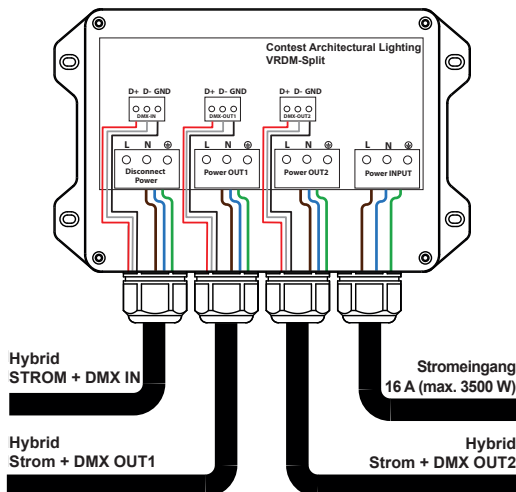 Contest Architectural Lighting
VRDM-Split
D+ D- GND
DMX-IN
D+ D- GND
DMX-OUT1
D+ D- GND
DMX-OUT2
L N ⏚
Disconnect
Power
L N ⏚
Power OUT1
L N ⏚
Power OUT2
L N ⏚
Power INPUT
Hybrid
STROM + DMX IN
Stromeingang
16 A (max. 3500 W)
Hybrid
Strom + DMX OUT1
Hybrid
Strom + DMX OUT2